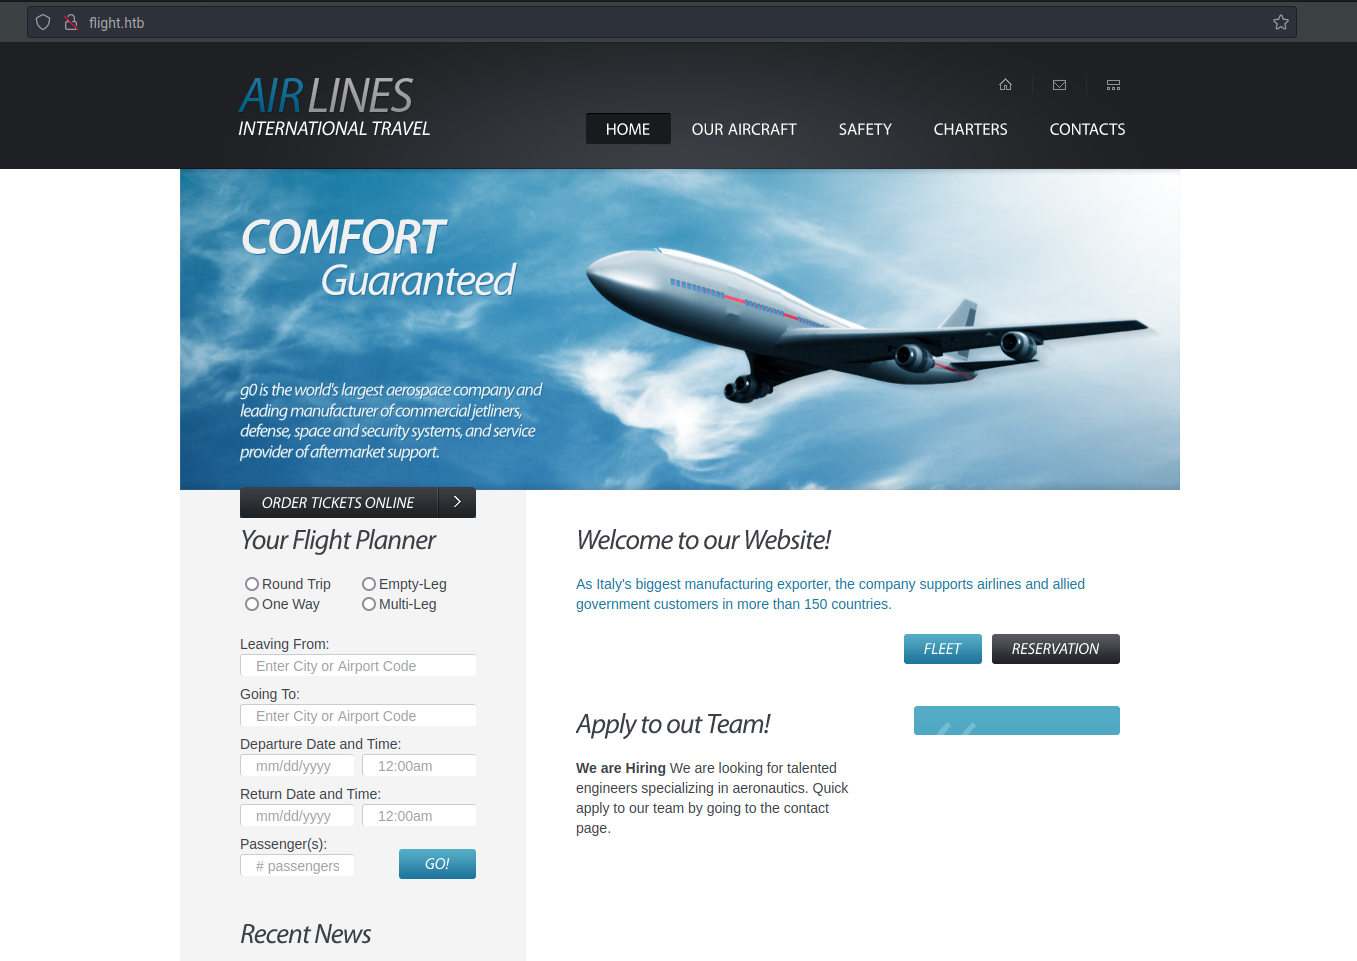 flight.htb
AIRLINES
INTERNATIONAL TRAVEL
HOME OUR AIRCRAFT SAFETY CHARTERS CONTACTS
COMFORT
Guaranteed
g0 is the world's largest aerospace company and
leading manufacturer of commercial jetliners,
defense, space and security systems, and service
provider of aftermarket support.
ORDER TICKETS ONLINE
Your Flight Planner
Round Trip Empty-Leg
One Way Multi-Leg
Leaving From:
Enter City or Airport Code
Going To:
Enter City or Airport Code
Departure Date and Time:
mm/dd/yyyy 12:00am
Return Date and Time:
mm/dd/yyyy 12:00am
Passenger(s):
# passengers GO!
Recent News
Welcome to our Website!
As Italy's biggest manufacturing exporter, the company supports airlines and allied
government customers in more than 150 countries.
FLEET RESERVATION
Apply to out Team!
“
We are Hiring We are looking for talented
engineers specializing in aeronautics. Quick
apply to our team by going to the contact
page.